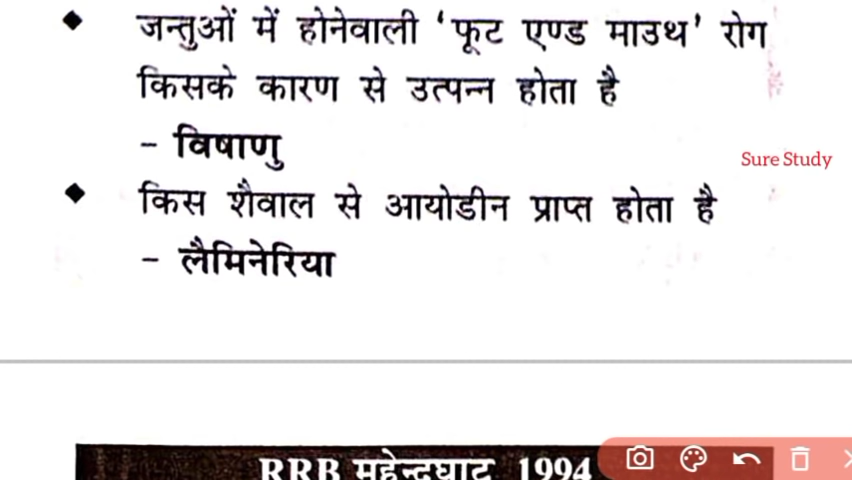 ◆ जन्तुओं में होनेवाली ‘फूट एण्ड माउथ’ रोग
किसके कारण से उत्पन्न होता है
– विषाणु
Sure Study
◆ किस शैवाल से आयोडीन प्राप्त होता है
– लैमिनेरिया
RRB महेन्द्रघाट 1994